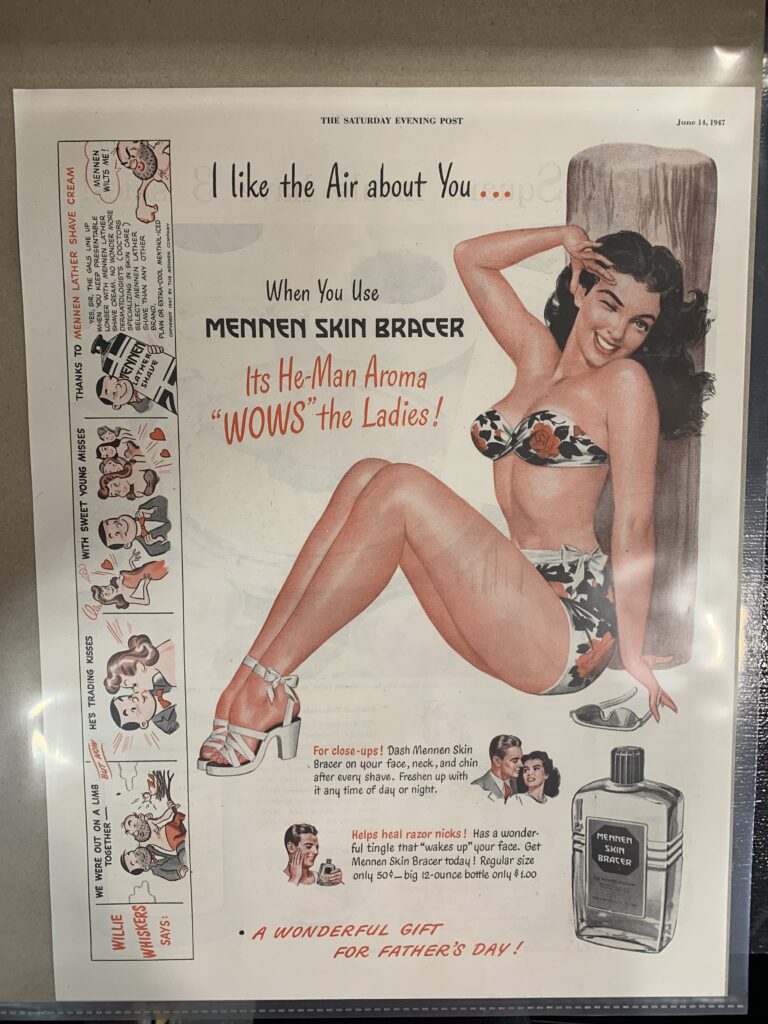 THE SATURDAY EVENING POST
June 14, 1947
I like the Air about You...
When You Use
MENNEN SKIN BRACER
Its He-Man Aroma
"WOWS" the Ladies!
For close-ups! Dash Mennen Skin
Bracer on your face, neck, and chin
after every shave. Freshen up with
it any time of day or night.
Helps heal razor nicks! Has a wonder-
ful tingle that "wakes up" your face. Get
Mennen Skin Bracer today! Regular size
only 50¢—big 12-ounce bottle only $1.00
• A WONDERFUL GIFT
FOR FATHER'S DAY!
MENNEN
SKIN
BRACER
WILLIE
WHISKERS
SAYS:
WE WERE OUT ON A LIMB
TOGETHER—
BUT NOW
HE'S TRADING KISSES
WITH SWEET YOUNG MISSES
THANKS TO MENNEN LATHER SHAVE CREAM
MENNEN
LATHER
SHAVE
MENNEN
WILTS ME!
YES, SIR, THE GALS LINE UP
WHEN YOU KEEP PRESENTABLE
LONGER WITH MENNEN LATHER
SHAVE CREAM. NO WONDER MORE
DERMATOLOGISTS (DOCTORS
SPECIALIZING IN SKIN CARE)
SELECT MENNEN LATHER
SHAVE THAN ANY OTHER
BRAND.
PLAIN OR EXTRA-COOL MENTHOL-ICED
COPYRIGHT 1947 BY THE MENNEN COMPANY